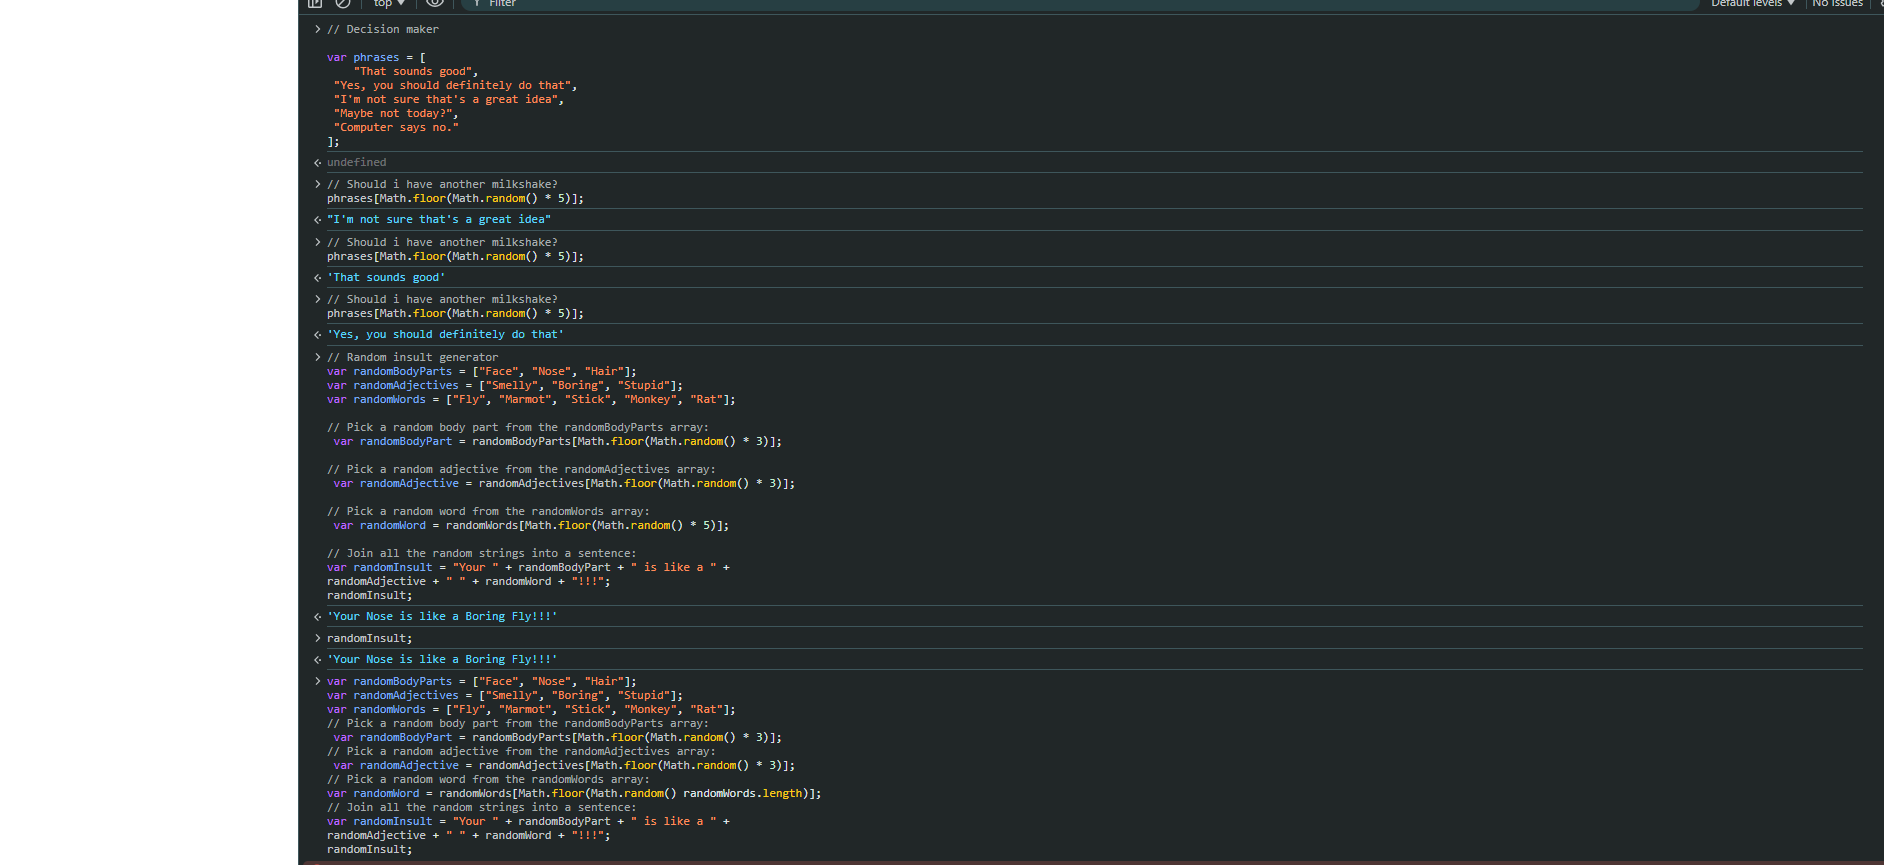 top ▼ Filter Default levels ▼ No Issues
// Decision maker
var phrases = [
"That sounds good",
"Yes, you should definitely do that",
"I'm not sure that's a great idea",
"Maybe not today?",
"Computer says no."
];
undefined
// Should i have another milkshake?
phrases[Math.floor(Math.random() * 5)];
"I'm not sure that's a great idea"
// Should i have another milkshake?
phrases[Math.floor(Math.random() * 5)];
'That sounds good'
// Should i have another milkshake?
phrases[Math.floor(Math.random() * 5)];
'Yes, you should definitely do that'
// Random insult generator
var randomBodyParts = ["Face", "Nose", "Hair"];
var randomAdjectives = ["Smelly", "Boring", "Stupid"];
var randomWords = ["Fly", "Marmot", "Stick", "Monkey", "Rat"];
// Pick a random body part from the randomBodyParts array:
var randomBodyPart = randomBodyParts[Math.floor(Math.random() * 3)];
// Pick a random adjective from the randomAdjectives array:
var randomAdjective = randomAdjectives[Math.floor(Math.random() * 3)];
// Pick a random word from the randomWords array:
var randomWord = randomWords[Math.floor(Math.random() * 5)];
// Join all the random strings into a sentence:
var randomInsult = "Your " + randomBodyPart + " is like a " +
randomAdjective + " " + randomWord + "!!!";
randomInsult;
'Your Nose is like a Boring Fly!!!'
randomInsult;
'Your Nose is like a Boring Fly!!!'
var randomBodyParts = ["Face", "Nose", "Hair"];
var randomAdjectives = ["Smelly", "Boring", "Stupid"];
var randomWords = ["Fly", "Marmot", "Stick", "Monkey", "Rat"];
// Pick a random body part from the randomBodyParts array:
var randomBodyPart = randomBodyParts[Math.floor(Math.random() * 3)];
// Pick a random adjective from the randomAdjectives array:
var randomAdjective = randomAdjectives[Math.floor(Math.random() * 3)];
// Pick a random word from the randomWords array:
var randomWord = randomWords[Math.floor(Math.random() randomWords.length)];
// Join all the random strings into a sentence:
var randomInsult = "Your " + randomBodyPart + " is like a " +
randomAdjective + " " + randomWord + "!!!";
randomInsult;